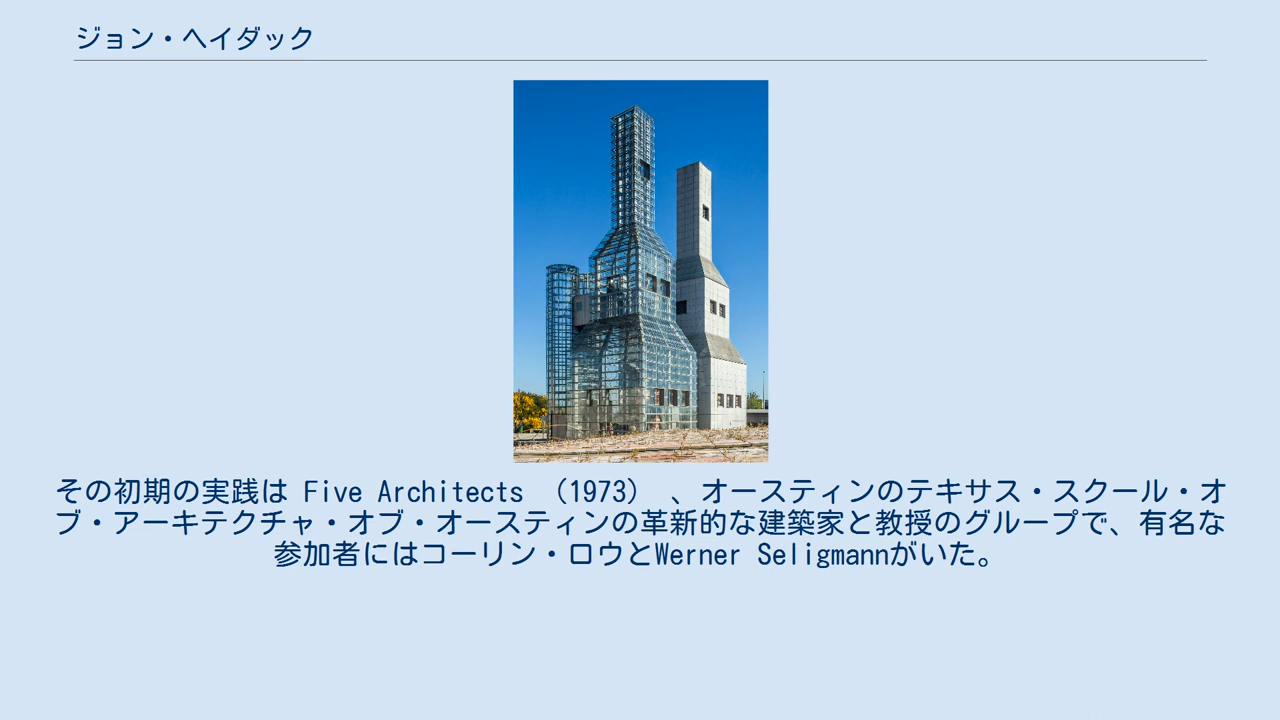 ジョン・ヘイダック
その初期の実践は Five Architects （1973） 、オースティンのテキサス・スクール・オ
ブ・アーキテクチャ・オブ・オースティンの革新的な建築家と教授のグループで、有名な
参加者にはコーリン・ロウとWerner Seligmannがいた。